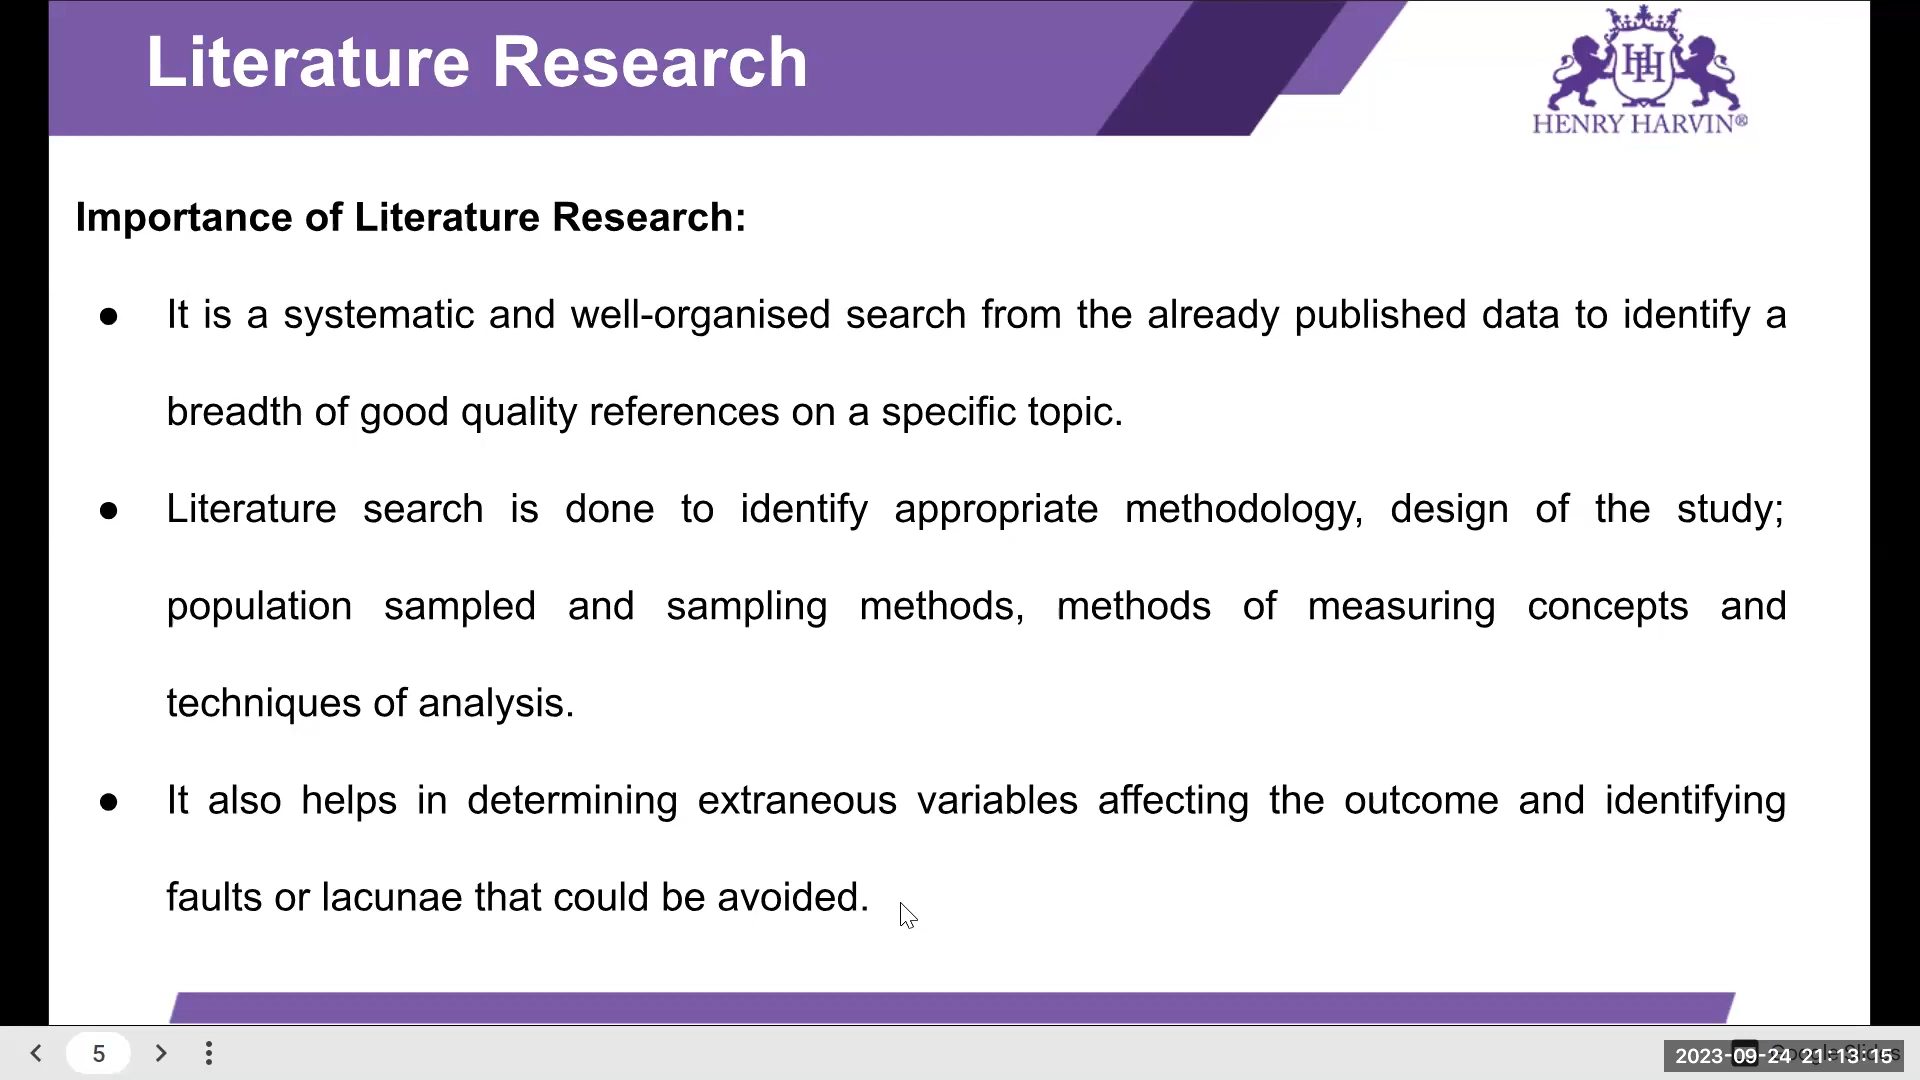 Literature Research
HENRY HARVIN®
Importance of Literature Research:
● It is a systematic and well-organised search from the already published data to identify a
breadth of good quality references on a specific topic.
● Literature search is done to identify appropriate methodology, design of the study;
population sampled and sampling methods, methods of measuring concepts and
techniques of analysis.
● It also helps in determining extraneous variables affecting the outcome and identifying
faults or lacunae that could be avoided.
5
2023-09-24 21:13:15